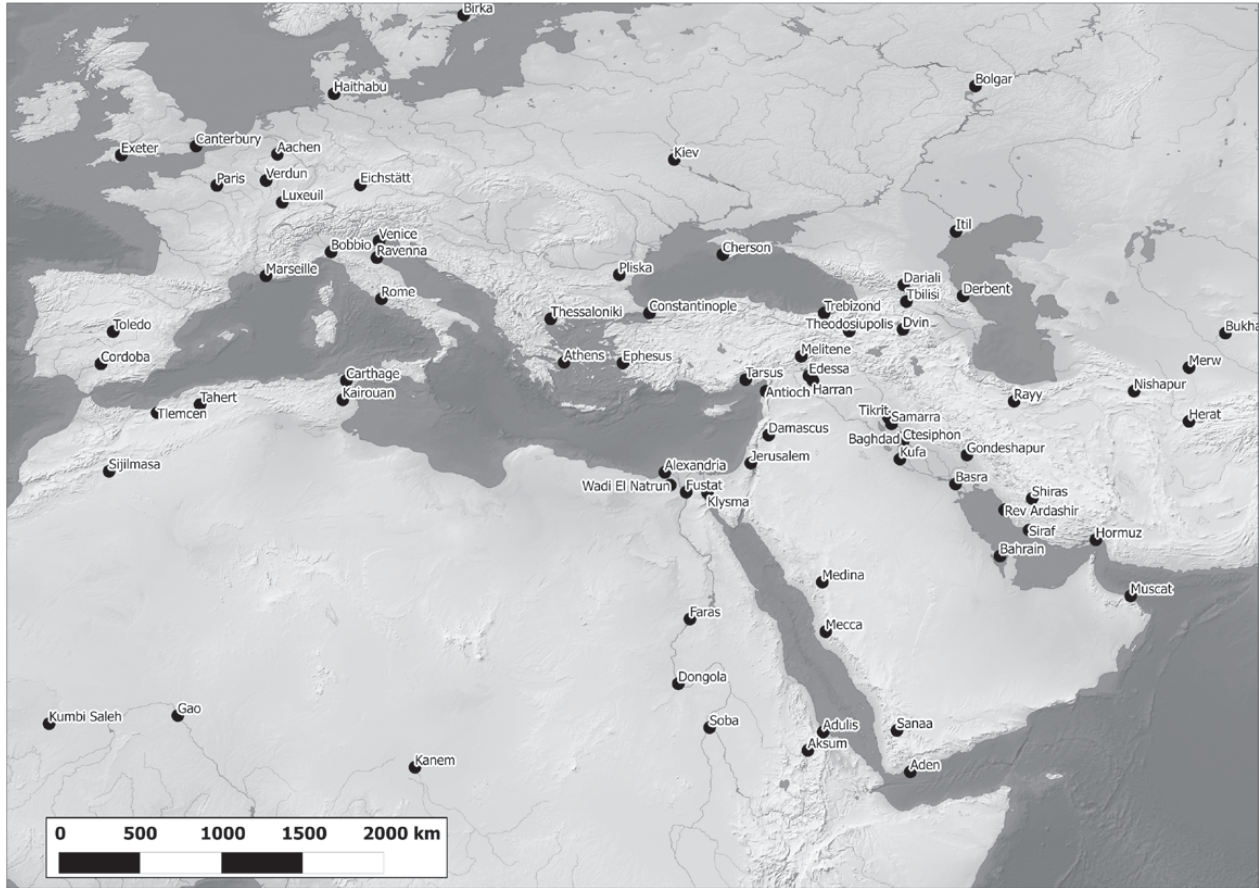 Birka
Bolgar
Haithabu
Canterbury
Exeter
Aachen
Kiev
Verdun
Paris
Eichstätt
Luxeuil
Itil
Venice
Bobbio
Ravenna
Cherson
Marseille
Pliska
Dariali
Derbent
Tbilisi
Rome
Constantinople
Trebizond
Thessaloniki
Theodosiupolis
Dvin
Toledo
Bukha
Athens
Ephesus
Melitene
Merw
Cordoba
Edessa
Carthage
Tarsus
Harran
Nishapur
Kairouan
Antioch
Rayy
Tahert
Tlemcen
Tikrit
Samarra
Herat
Damascus
Baghdad
Ctesiphon
Gondeshapur
Kufa
Jerusalem
Sijilmasa
Alexandria
Wadi El Natrun
Fustat
Basra
Klysma
Shiras
Rev Ardashir
Siraf
Hormuz
Bahrain
Medina
Muscat
Faras
Mecca
Dongola
Kumbi Saleh
Gao
Soba
Adulis
Sanaa
Aksum
Kanem
Aden
0 500 1000 1500 2000 km